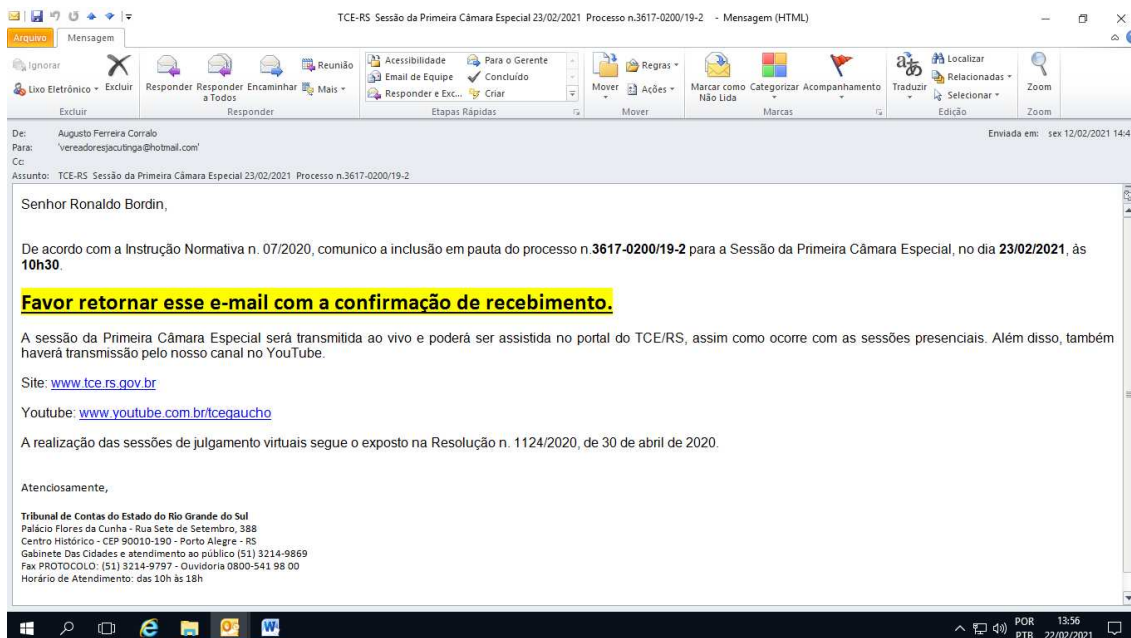 TCE-RS Sessão da Primeira Câmara Especial 23/02/2021 Processo n.3617-0200/19-2 - Mensagem (HTML)
Arquivo Mensagem
Ignorar
Lixo Eletrônico
Excluir
Responder
Responder a Todos
Encaminhar
Reunião
Mais
Acessibilidade
Para o Gerente
Email de Equipe
Concluído
Responder e Exc...
Criar
Mover
Regras
Ações
Marcar como Não Lida
Categorizar
Acompanhamento
Traduzir
Localizar
Relacionadas
Selecionar
Zoom
Excluir Responder Etapas Rápidas Mover Marcas Edição Zoom
De: Augusto Ferreira Corralo Enviada em: sex 12/02/2021 14:4
Para: 'vereadoresjacutinga@hotmail.com'
Cc:
Assunto: TCE-RS Sessão da Primeira Câmara Especial 23/02/2021 Processo n.3617-0200/19-2
Senhor Ronaldo Bordin,
De acordo com a Instrução Normativa n. 07/2020, comunico a inclusão em pauta do processo n.3617-0200/19-2 para a Sessão da Primeira Câmara Especial, no dia 23/02/2021, às
10h30.
Favor retornar esse e-mail com a confirmação de recebimento.
A sessão da Primeira Câmara Especial será transmitida ao vivo e poderá ser assistida no portal do TCE/RS, assim como ocorre com as sessões presenciais. Além disso, também
haverá transmissão pelo nosso canal no YouTube.
Site: www.tce.rs.gov.br
Youtube: www.youtube.com.br/tcegaucho
A realização das sessões de julgamento virtuais segue o exposto na Resolução n. 1124/2020, de 30 de abril de 2020.
Atenciosamente,
Tribunal de Contas do Estado do Rio Grande do Sul
Palácio Flores da Cunha - Rua Sete de Setembro, 388
Centro Histórico - CEP 90010-190 - Porto Alegre - RS
Gabinete Das Cidades e atendimento ao público (51) 3214-9869
Fax PROTOCOLO: (51) 3214-9797 - Ouvidoria 0800-541 98 00
Horário de Atendimento: das 10h às 18h
POR 13:56
PTB 22/02/2021